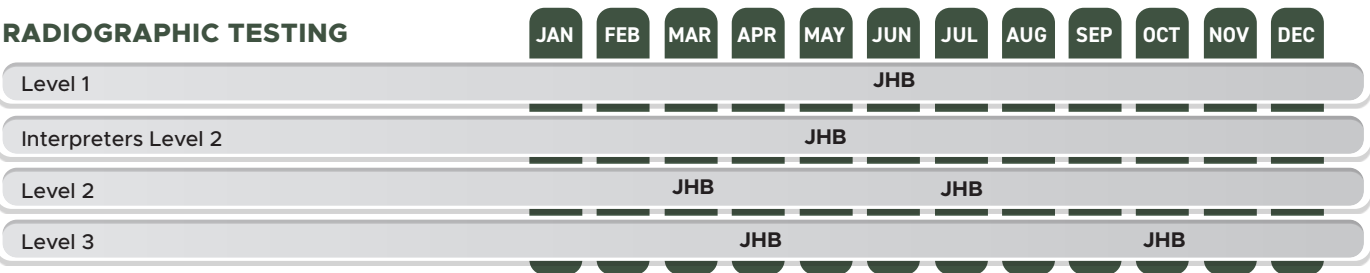 RADIOGRAPHIC TESTING JAN FEB MAR APR MAY JUN JUL AUG SEP OCT NOV DEC
Level 1 JHB
Interpreters Level 2 JHB
Level 2 JHB JHB
Level 3 JHB JHB